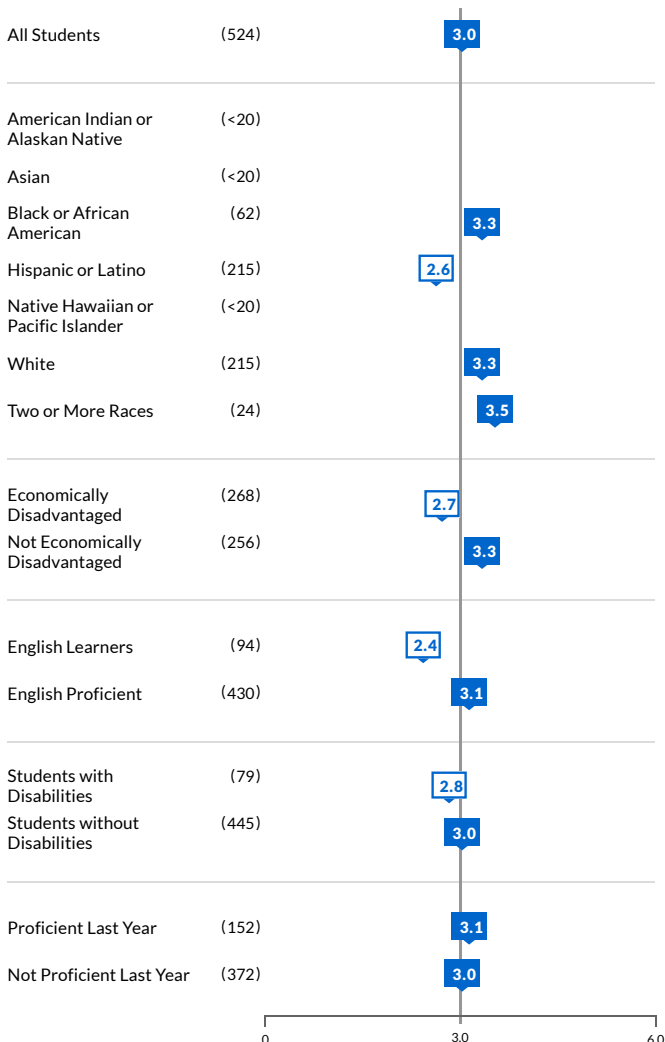 All Students (524) 3.0
American Indian or (<20)
Alaskan Native
Asian (<20)
Black or African (62) 3.3
American
Hispanic or Latino (215) 2.6
Native Hawaiian or (<20)
Pacific Islander
White (215) 3.3
Two or More Races (24) 3.5
Economically (268) 2.7
Disadvantaged
Not Economically (256) 3.3
Disadvantaged
English Learners (94) 2.4
English Proficient (430) 3.1
Students with (79) 2.8
Disabilities
Students without (445) 3.0
Disabilities
Proficient Last Year (152) 3.1
Not Proficient Last Year (372) 3.0
0 3.0 6.0